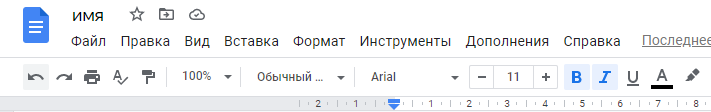 имя
Файл Правка Вид Вставка Формат Инструменты Дополнения Справка Последнее
100% Обычный ... Arial − 11 + B I U A
2 1 1 2 3 4 5 6 7 8